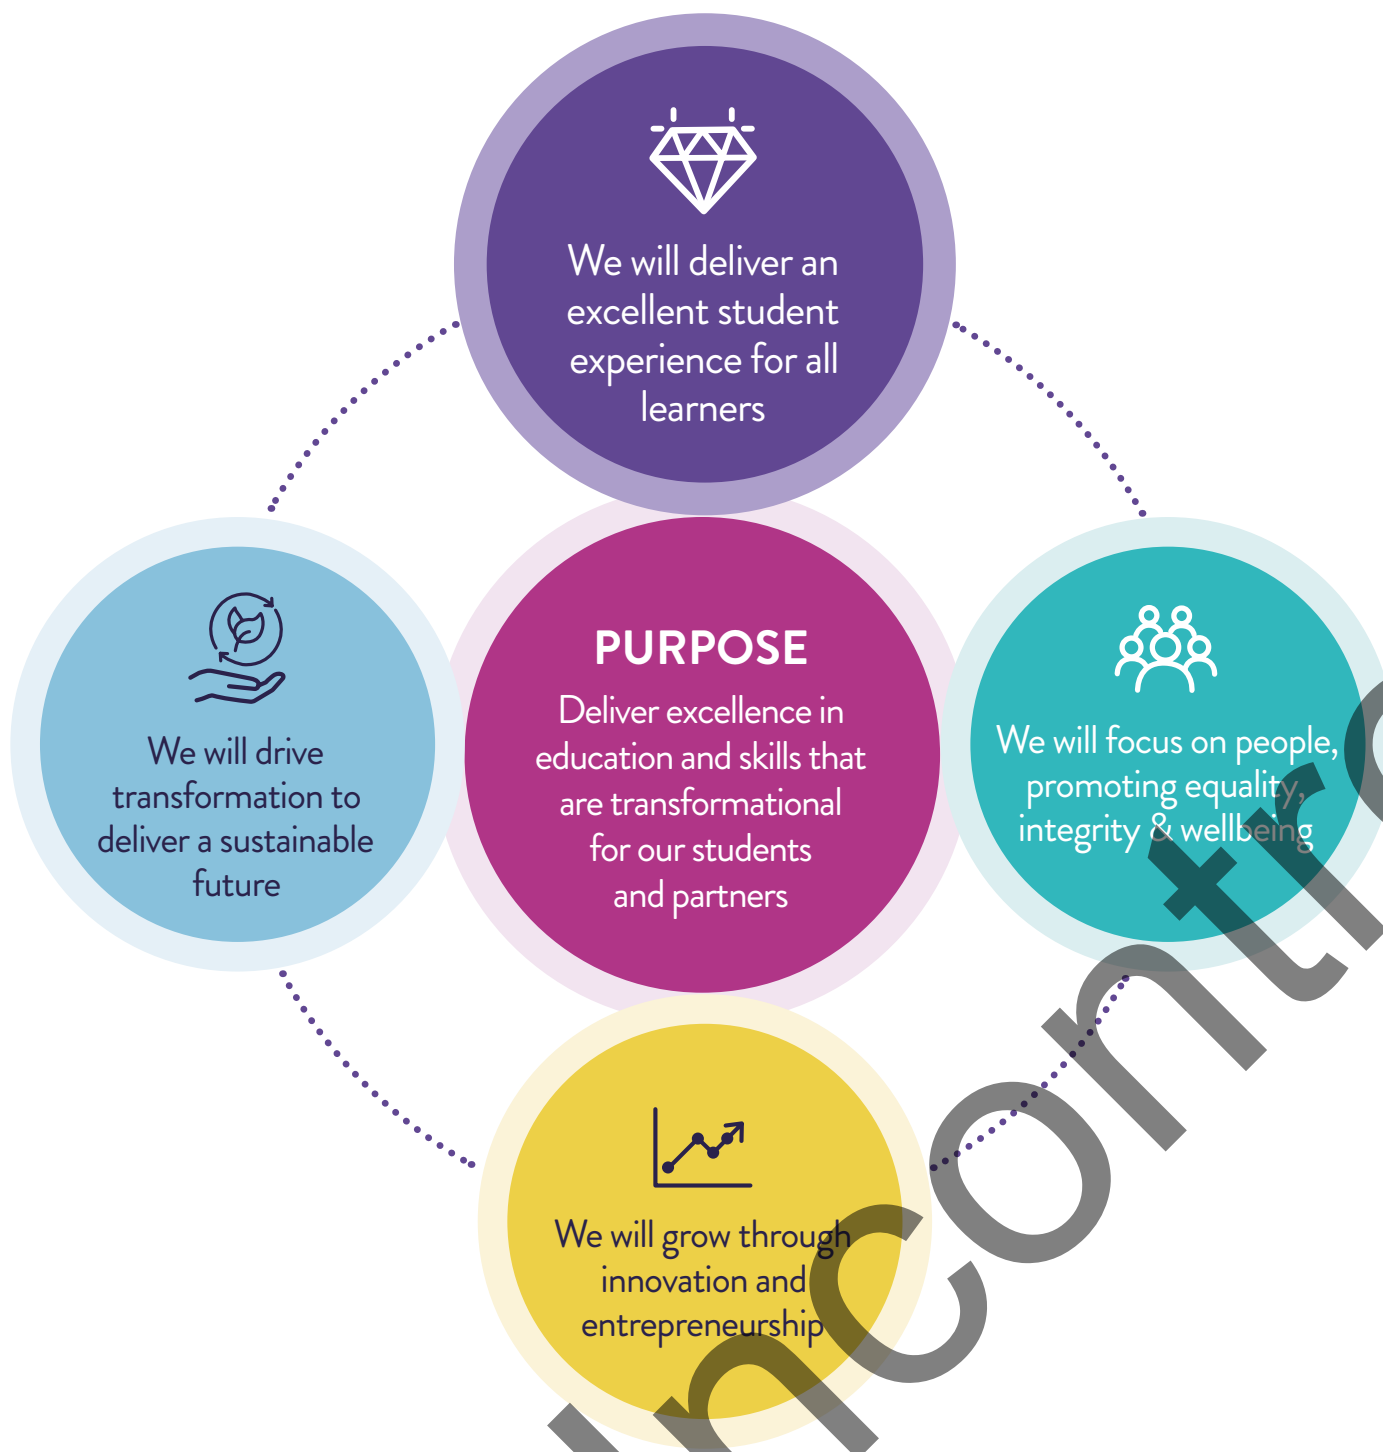 We will deliver an
excellent student
experience for all
learners
We will drive
transformation to
deliver a sustainable
future
PURPOSE
Deliver excellence in
education and skills that
are transformational
for our students
and partners
We will focus on people,
promoting equality,
integrity & wellbeing
We will grow through
innovation and
entrepreneurship